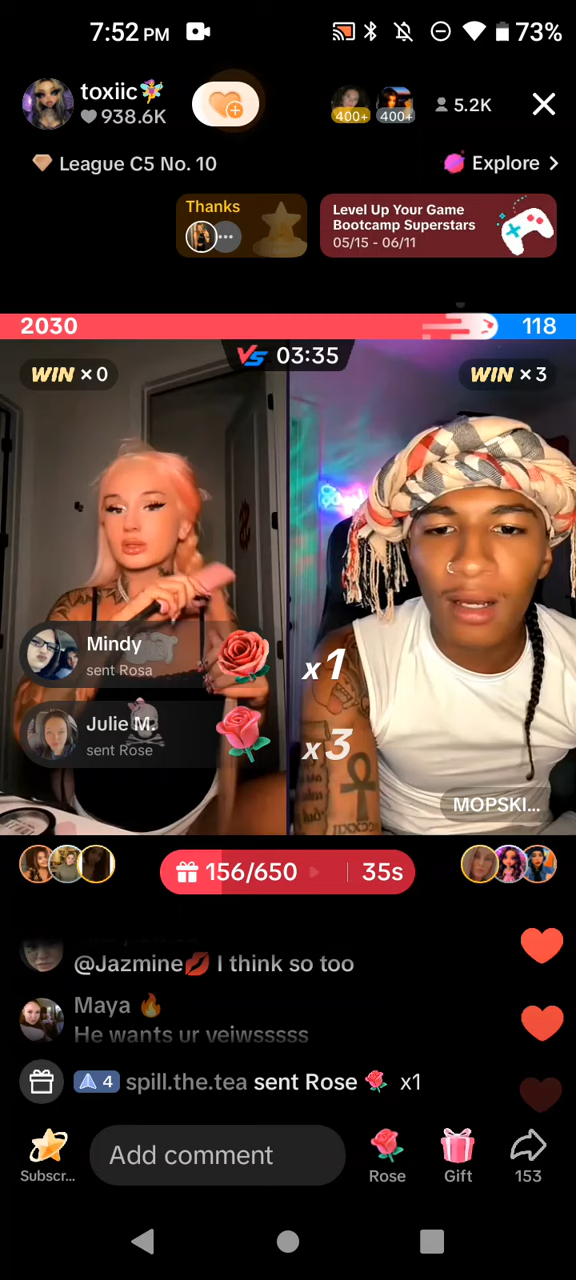 7:52 PM
73%
toxiic🧚
938.6K
400+
400+
5.2K
League C5 No. 10
Explore >
Thanks
Level Up Your Game
Bootcamp Superstars
05/15 - 06/11
2030
118
VS 03:35
WIN × 0
WIN × 3
Mindy
sent Rosa
x1
Julie M.
sent Rose
x3
MOPSKI...
156/650
35s
@Jazmine💋 I think so too
Maya 🔥
He wants ur veiwsssss
4 spill.the.tea sent Rose 🌹 x1
Subscr...
Add comment
Rose
Gift
153